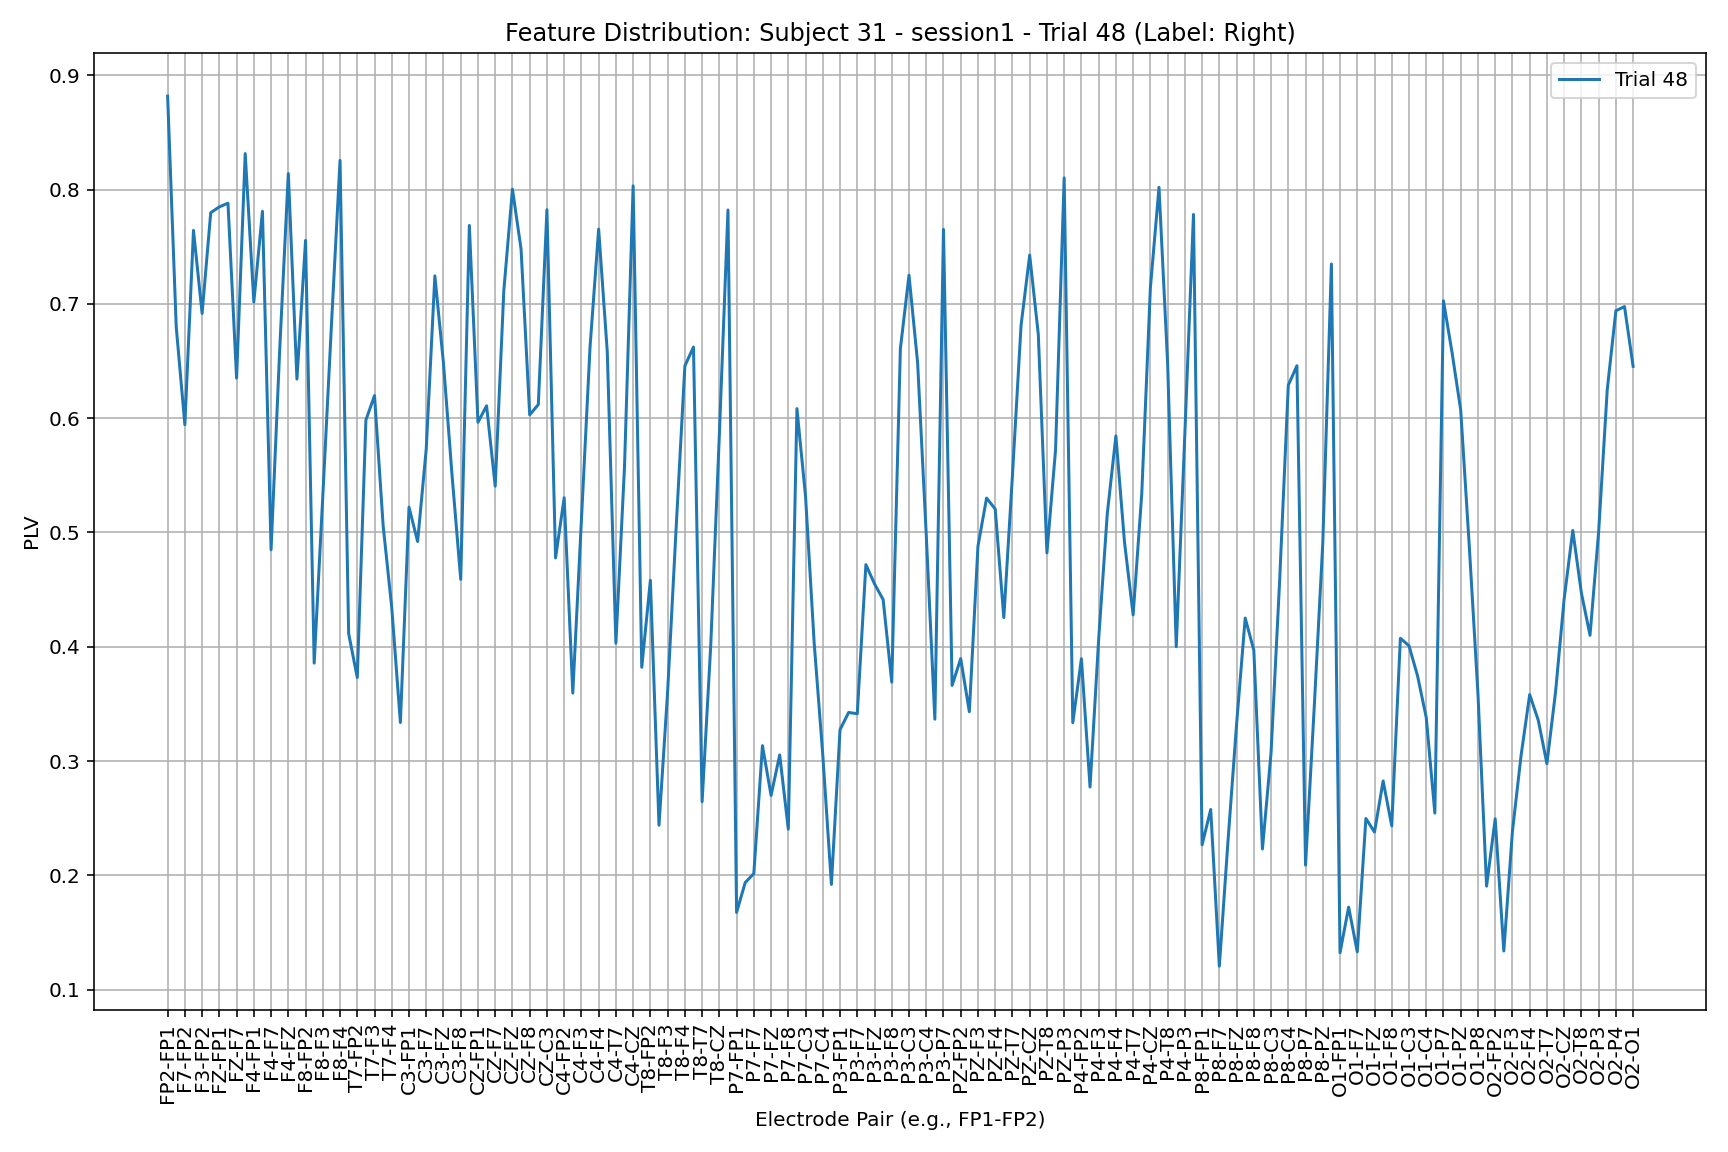 Feature Distribution: Subject 31 - session1 - Trial 48 (Label: Right)
Trial 48
PLV
0.9
0.8
0.7
0.6
0.5
0.4
0.3
0.2
0.1
FP2-FP1
F7-FP2
F3-FP2
FZ-FP1
FZ-F7
F4-FP1
F4-F7
F4-FZ
F8-FP2
F8-F3
F8-F4
T7-FP2
T7-F3
T7-F4
C3-FP1
C3-F7
C3-FZ
C3-F8
CZ-FP1
CZ-F7
CZ-FZ
CZ-F8
CZ-C3
C4-FP2
C4-F3
C4-F4
C4-T7
C4-CZ
T8-FP2
T8-F3
T8-F4
T8-T7
T8-CZ
P7-FP1
P7-F7
P7-FZ
P7-F8
P7-C3
P7-C4
P3-FP1
P3-F7
P3-FZ
P3-F8
P3-C3
P3-C4
P3-P7
PZ-FP2
PZ-F3
PZ-F4
PZ-T7
PZ-CZ
PZ-T8
PZ-P3
P4-FP2
P4-F3
P4-F4
P4-T7
P4-CZ
P4-T8
P4-P3
P8-FP1
P8-F7
P8-FZ
P8-F8
P8-C3
P8-C4
P8-P7
P8-PZ
O1-FP1
O1-F7
O1-FZ
O1-F8
O1-C3
O1-C4
O1-P7
O1-PZ
O1-P8
O2-FP2
O2-F3
O2-F4
O2-T7
O2-CZ
O2-T8
O2-P3
O2-P4
O2-O1
Electrode Pair (e.g., FP1-FP2)